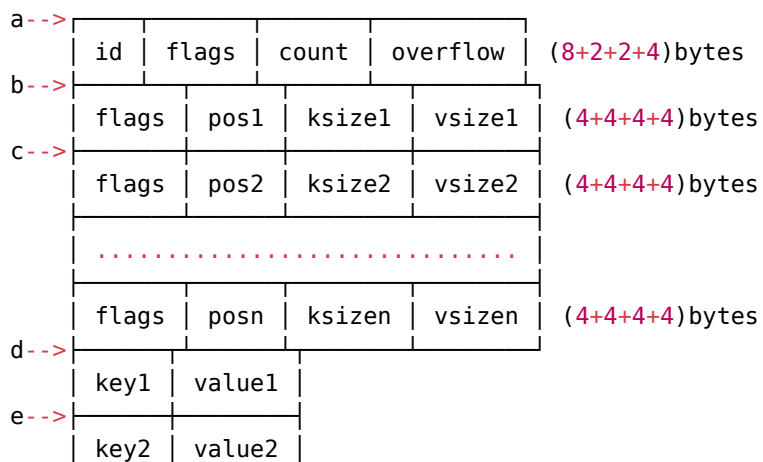 a-->
id flags count overflow (8+2+2+4)bytes
b-->
flags pos1 ksize1 vsize1 (4+4+4+4)bytes
c-->
flags pos2 ksize2 vsize2 (4+4+4+4)bytes
..............................
flags posn ksizen vsizen (4+4+4+4)bytes
d-->
key1 value1
e-->
key2 value2